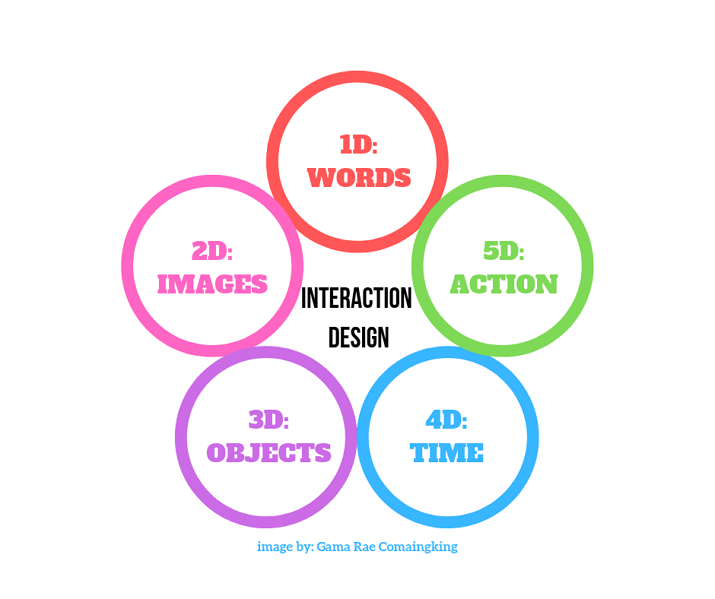 1D:
WORDS
2D:
IMAGES
5D:
ACTION
INTERACTION
DESIGN
3D:
OBJECTS
4D:
TIME
image by: Gama Rae Comaingking